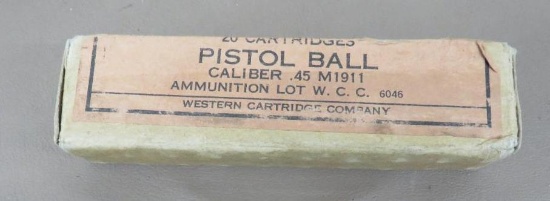 20 CARTRIDGES
PISTOL BALL
CALIBER .45 M1911
AMMUNITION LOT W. C. C. 6046
WESTERN CARTRIDGE COMPANY